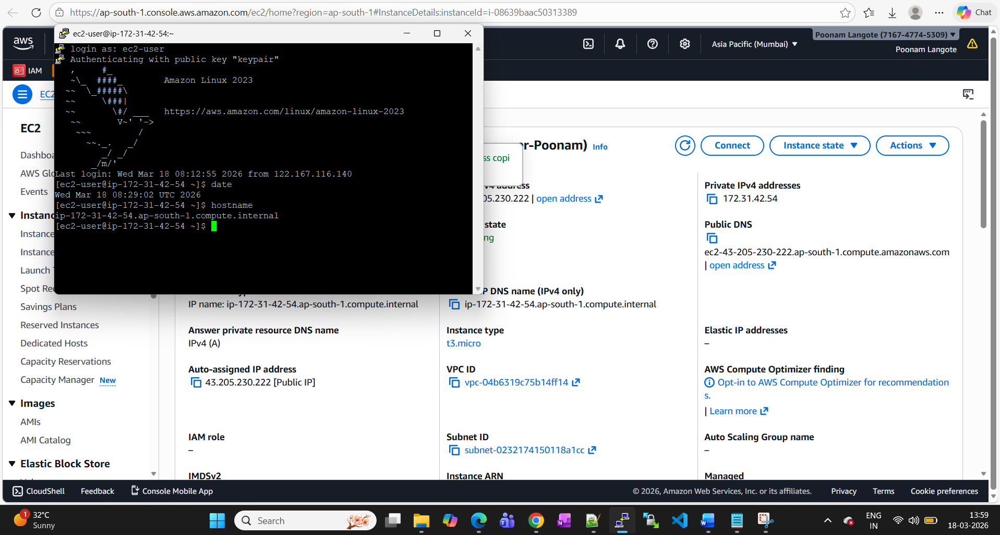 https://ap-south-1.console.aws.amazon.com/ec2/home?region=ap-south-1#InstanceDetails:instanceId=i-08639baac50313389
Chat
aws
Asia Pacific (Mumbai)
Poonam Langote (7167-4774-5309)
Poonam Langote
IAM
EC2
ec2-user@ip-172-31-42-54:~
login as: ec2-user
Authenticating with public key "keypair"
   ,     #_
   ~\_  ####_        Amazon Linux 2023
  ~~  \_#####\
  ~~     \###|
  ~~       \#/ ___   https://aws.amazon.com/linux/amazon-linux-2023
   ~~       V~' '->
    ~~~         /
      ~~._.   _/
         _/ _/
       _/m/'
Last login: Wed Mar 18 08:12:55 2026 from 122.167.116.140
[ec2-user@ip-172-31-42-54 ~]$ date
Wed Mar 18 08:29:02 UTC 2026
[ec2-user@ip-172-31-42-54 ~]$ hostname
ip-172-31-42-54.ap-south-1.compute.internal
[ec2-user@ip-172-31-42-54 ~]$
EC2
Dashboa
AWS Glo
Events
Instanc
Instance
Instance
Launch T
Spot Rec
Savings Plans
Reserved Instances
Dedicated Hosts
Capacity Reservations
Capacity Manager New
Images
AMIs
AMI Catalog
Elastic Block Store
r-Poonam) Info
Connect
Instance state
Actions
ss copi
address
05.230.222 | open address
Private IPv4 addresses
172.31.42.54
state
ng
Public DNS
ec2-43-205-230-222.ap-south-1.compute.amazonaws.com
| open address
IP name: ip-172-31-42-54.ap-south-1.compute.internal
P DNS name (IPv4 only)
ip-172-31-42-54.ap-south-1.compute.internal
Answer private resource DNS name
IPv4 (A)
Instance type
t3.micro
Elastic IP addresses
–
Auto-assigned IP address
43.205.230.222 [Public IP]
VPC ID
vpc-04b6319c75b14ff14
AWS Compute Optimizer finding
Opt-in to AWS Compute Optimizer for recommendation
s.
| Learn more
IAM role
–
Subnet ID
subnet-0232174150118a1cc
Auto Scaling Group name
–
IMDSv2
Instance ARN
Managed
CloudShell
Feedback
Console Mobile App
© 2026, Amazon Web Services, Inc. or its affiliates.
Privacy
Terms
Cookie preferences
1
32°C
Sunny
Search
ENG
IN
13:59
18-03-2026